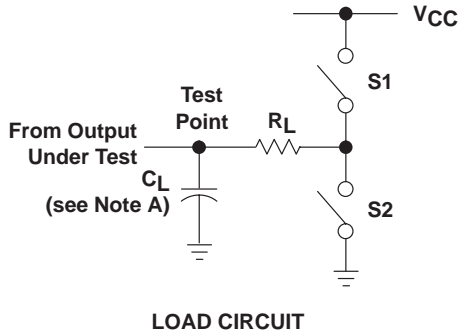 VCC
S1
Test
Point
RL
From Output
Under Test
CL
(see Note A)
S2
LOAD CIRCUIT